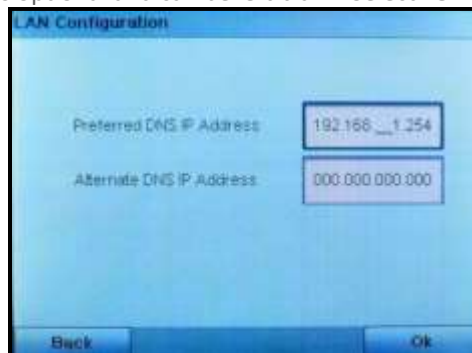 LAN Configuration
Preferred DNS IP Address 192.168.__1.254
Alternate DNS IP Address 000.000.000.000
Back Ok